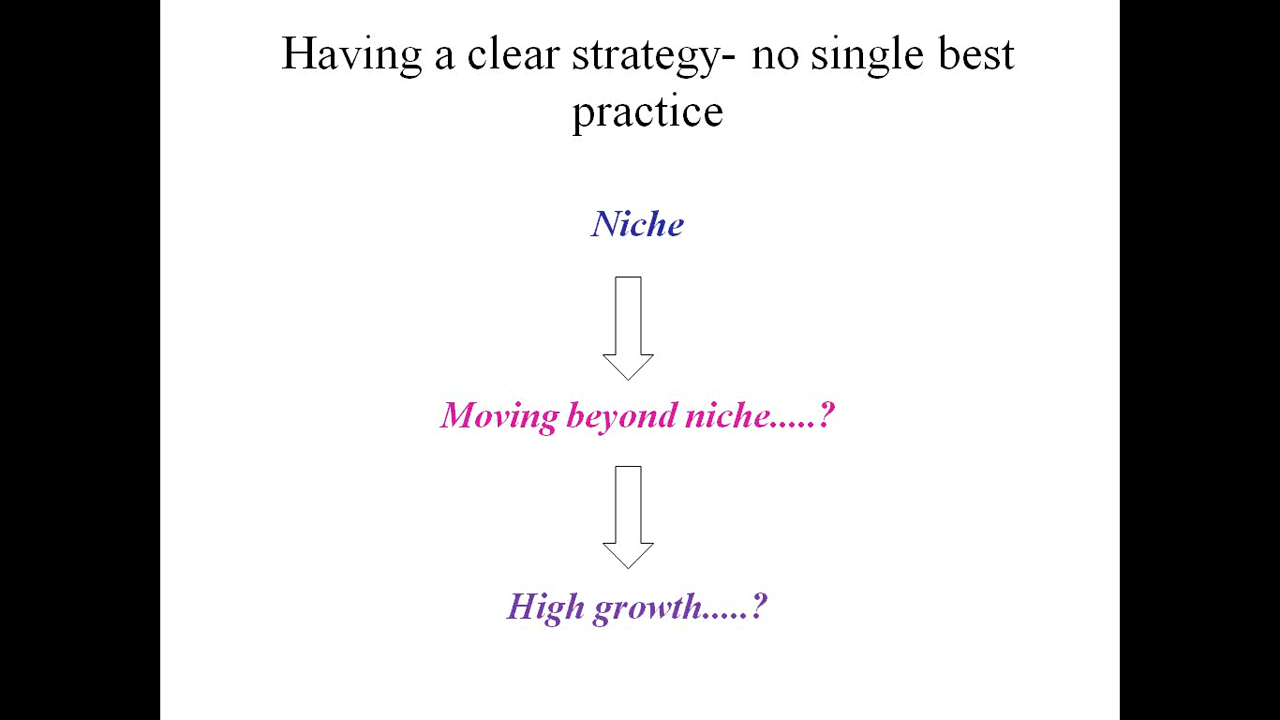 Having a clear strategy- no single best
practice
Niche
Moving beyond niche.....?
High growth.....?